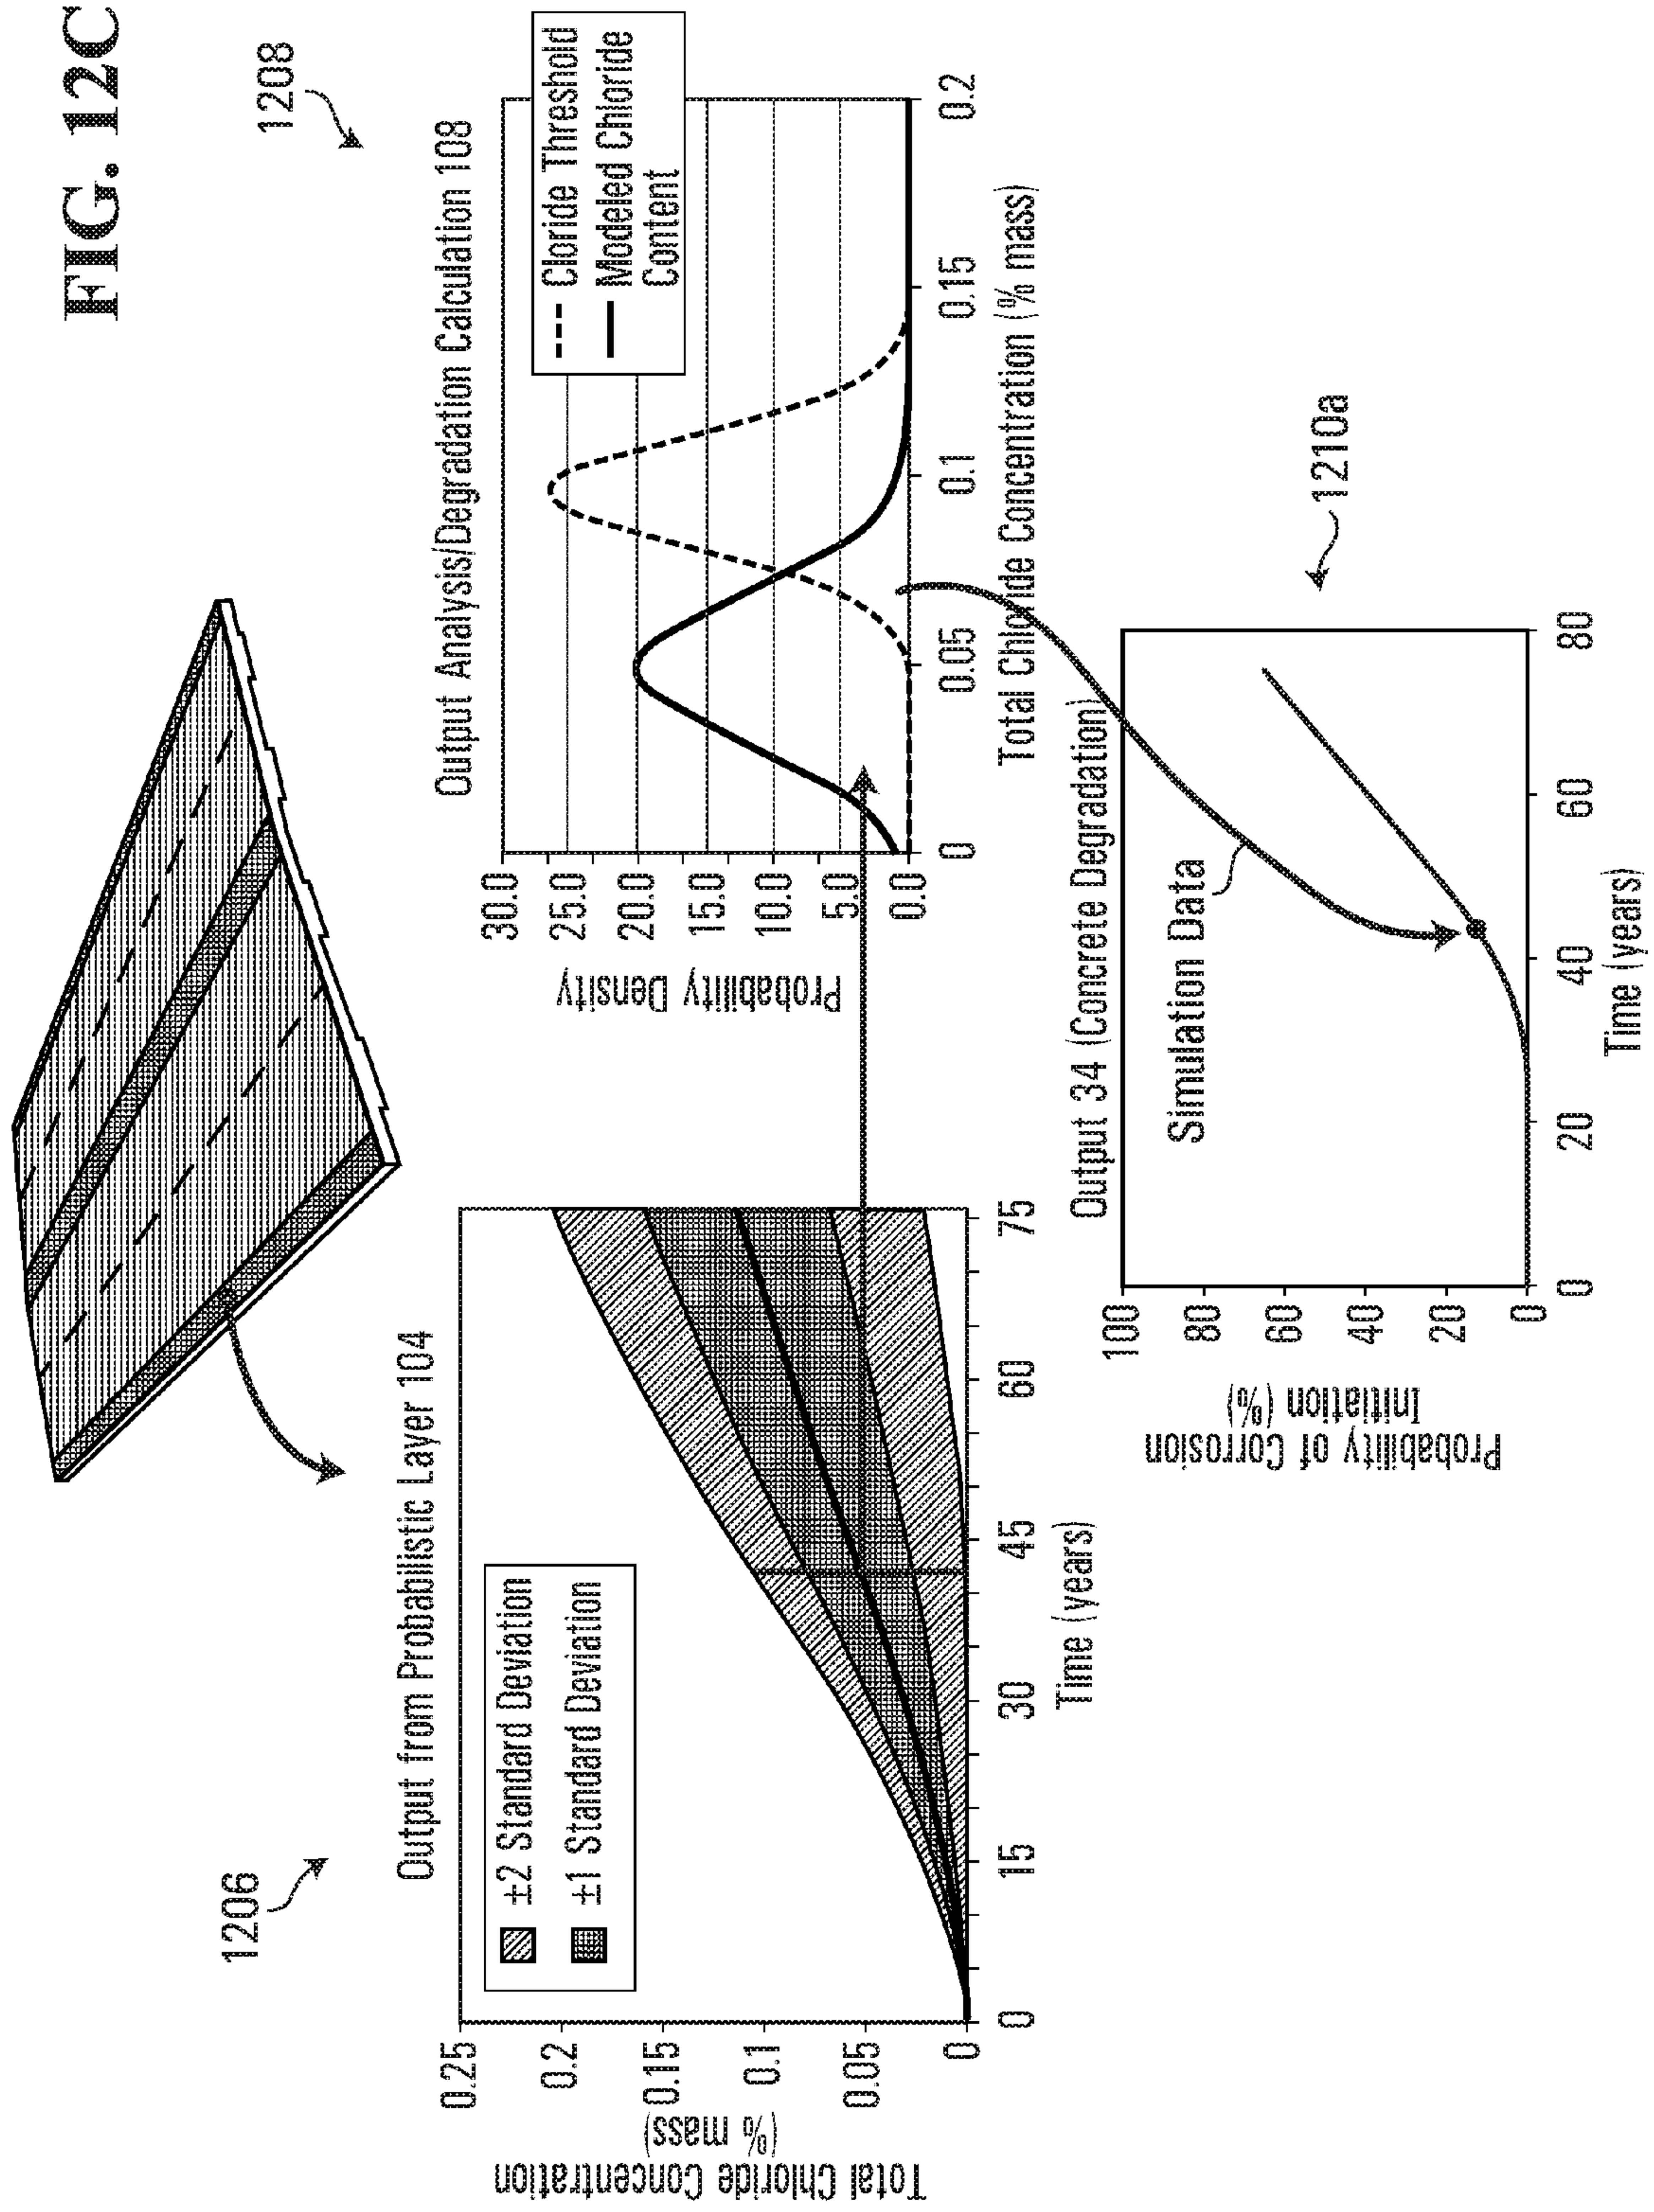 FIG. 12C
1206
Output from Probabilistic Layer 104
±2 Standard Deviation
±1 Standard Deviation
Total Chloride Concentration
(% mass)
0.25
0.2
0.15
0.1
0.05
0
0
15
30
45
60
75
Time (years)
1208
Output Analysis/Degradation Calculation 108
Cloride Threshold
Modeled Chloride
Content
Probability Density
30.0
25.0
20.0
15.0
10.0
5.0
0.0
0
0.05
0.1
0.15
0.2
Total Chloride Concentration (% mass)
1210a
Output 34 (Concrete Degradation)
Simulation Data
Probability of Corrosion
Initiation (%)
100
80
60
40
20
0
0
20
40
60
80
Time (years)